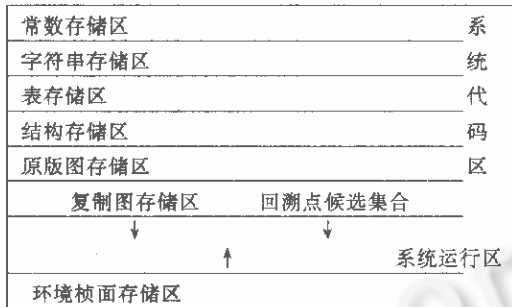 常数存储区 系
字符串存储区 统
表存储区 代
结构存储区 码
原版图存储区 区
复制图存储区 回溯点候选集合
系统运行区
环境桢面存储区